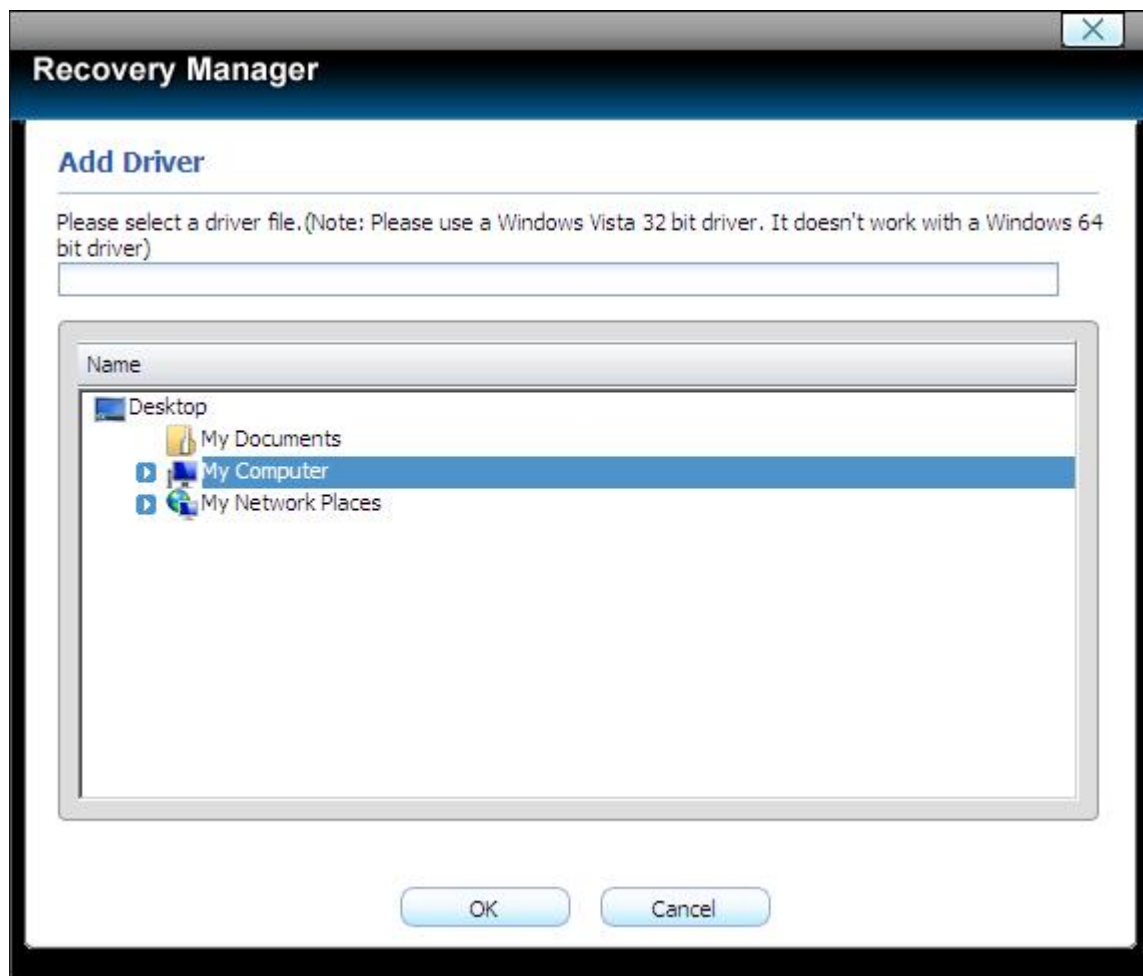 Recovery Manager
Add Driver
Please select a driver file.(Note: Please use a Windows Vista 32 bit driver. It doesn't work with a Windows 64
bit driver)
Name
Desktop
My Documents
My Computer
My Network Places
OK
Cancel